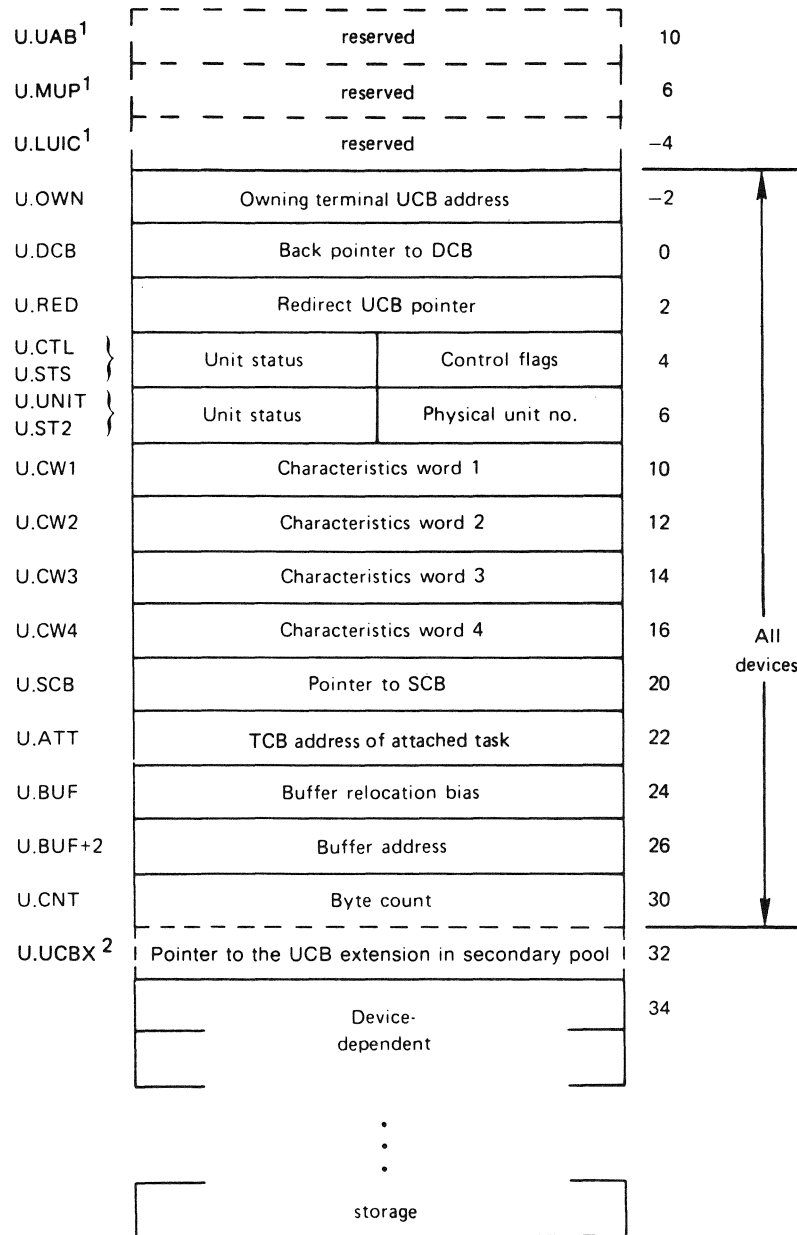 U.UAB1 reserved 10
U.MUP1 reserved 6
U.LUIC1 reserved −4
U.OWN Owning terminal UCB address −2
U.DCB Back pointer to DCB 0
U.RED Redirect UCB pointer 2
U.CTL
U.STS } Unit status Control flags 4
U.UNIT
U.ST2 } Unit status Physical unit no. 6
U.CW1 Characteristics word 1 10
U.CW2 Characteristics word 2 12
U.CW3 Characteristics word 3 14
U.CW4 Characteristics word 4 16
All
devices
U.SCB Pointer to SCB 20
U.ATT TCB address of attached task 22
U.BUF Buffer relocation bias 24
U.BUF+2 Buffer address 26
U.CNT Byte count 30
U.UCBX2 Pointer to the UCB extension in secondary pool 32
34
Device-
dependent
storage